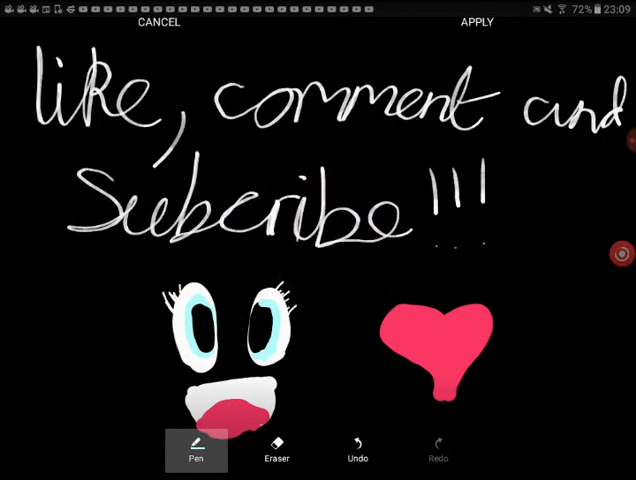 72% 23:09
CANCEL APPLY
like, comment and
Subcribe!!!
Pen Eraser Undo Redo